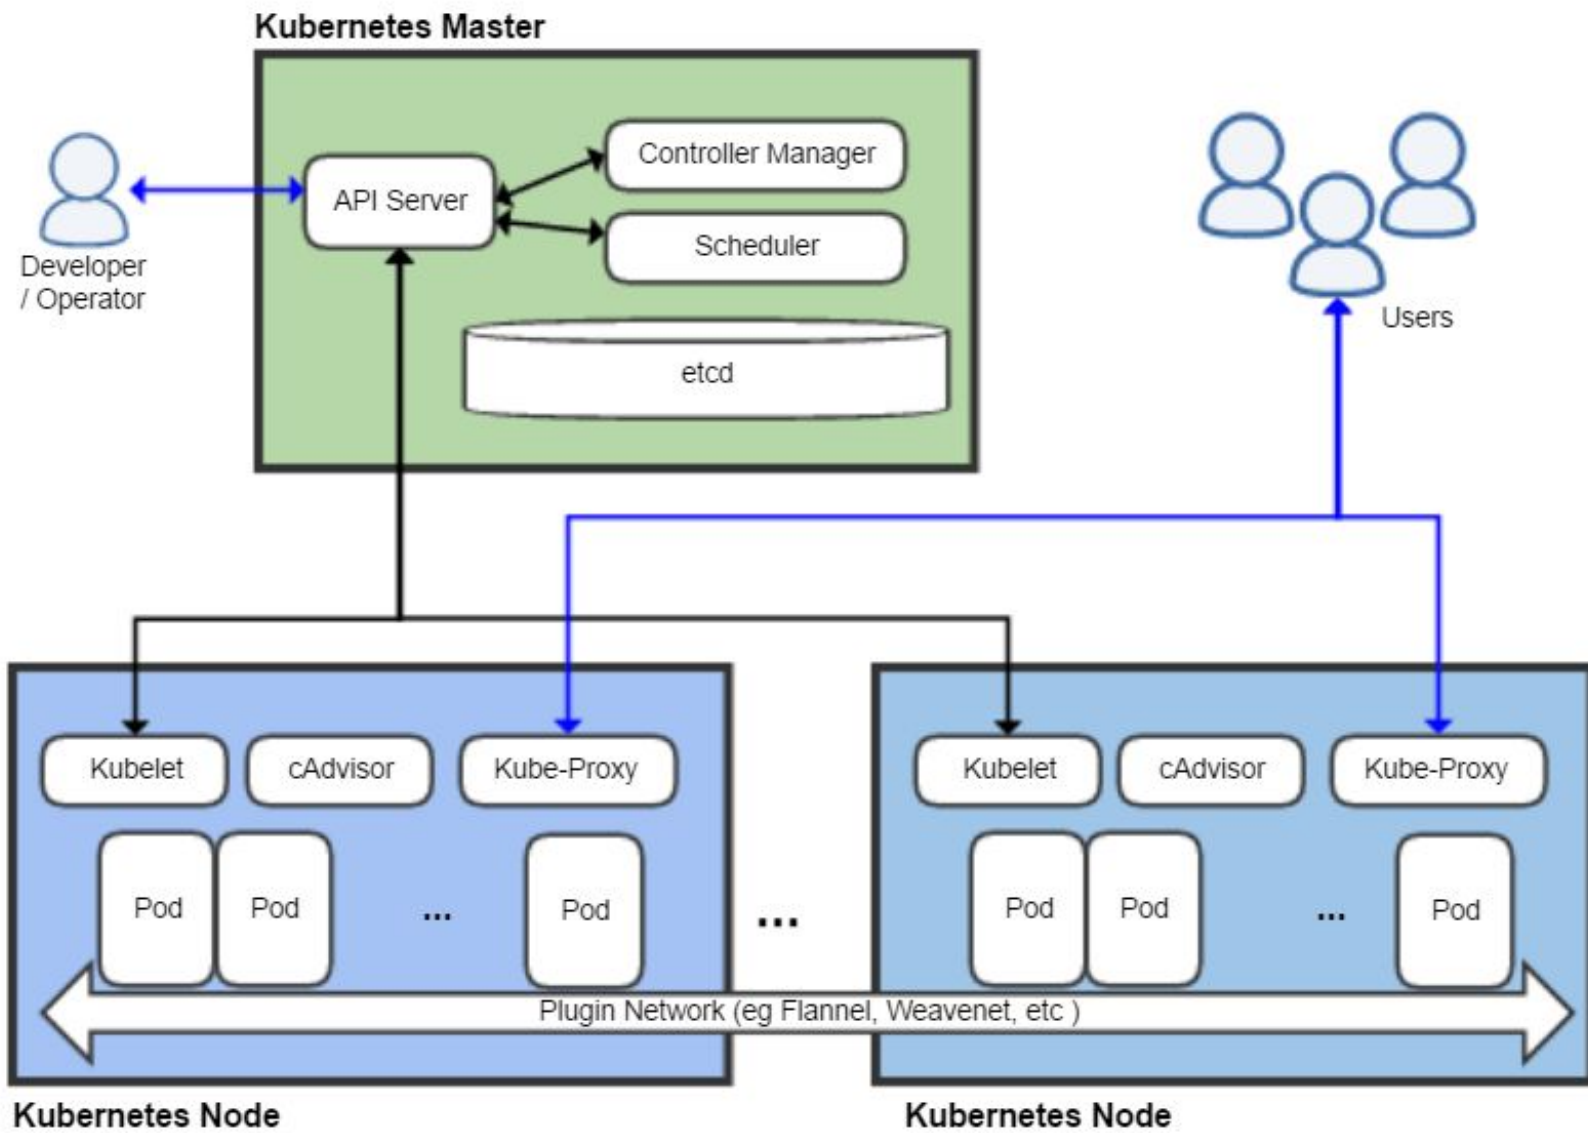 Kubernetes Master
Controller Manager
API Server
Scheduler
Developer
/ Operator
Users
etcd
Kubelet
cAdvisor
Kube-Proxy
Pod
Pod
...
Pod
...
Kubelet
cAdvisor
Kube-Proxy
Pod
Pod
...
Pod
Plugin Network (eg Flannel, Weavenet, etc )
Kubernetes Node
Kubernetes Node